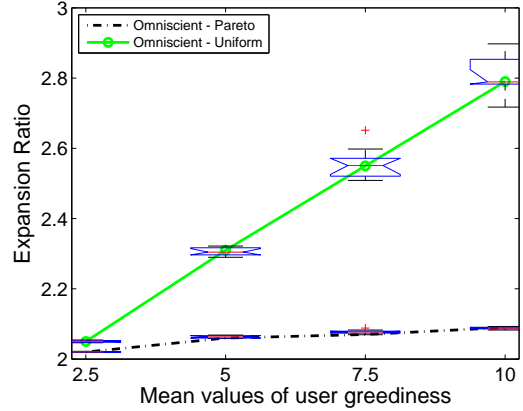 Omniscient - Pareto
Omniscient - Uniform
3
2.8
2.6
2.4
2.2
2
Expansion Ratio
2.5 5 7.5 10
Mean values of user greediness